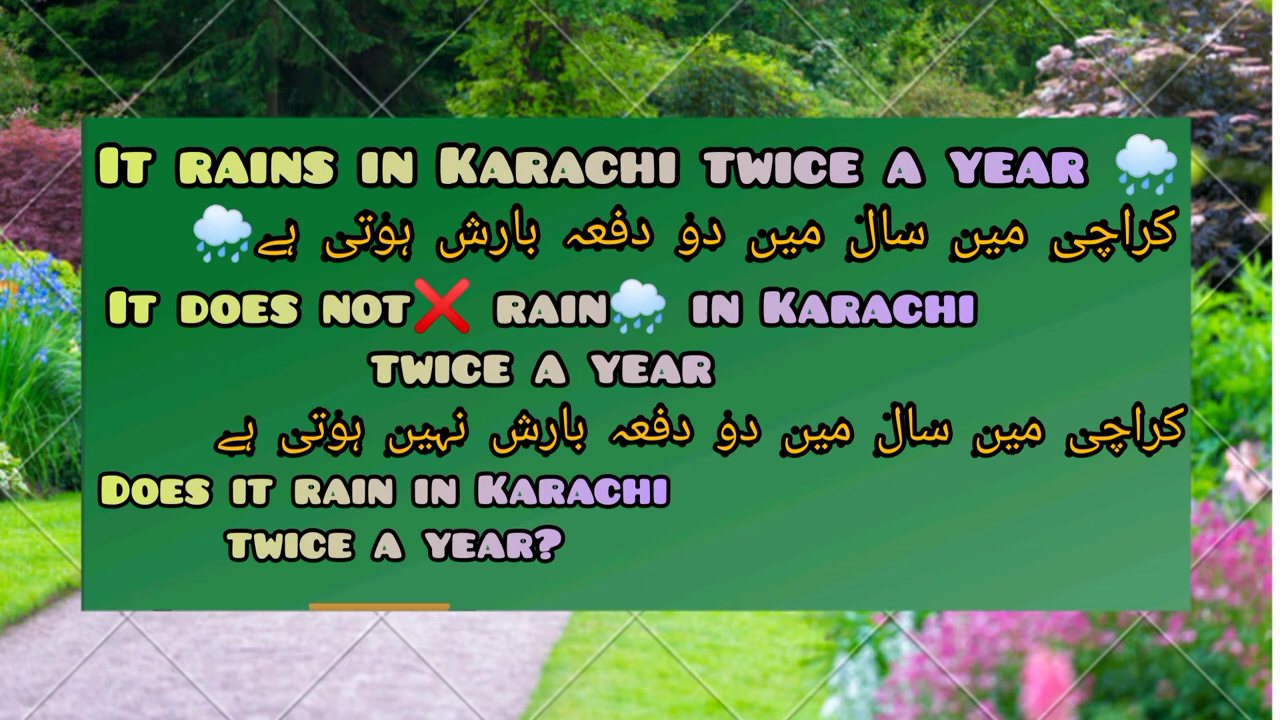 It rains in Karachi twice a year 🌧️
کراچی میں سال میں دو دفعہ بارش ہوتی ہے🌧️
It does not❌ rain🌧️ in Karachi
twice a year
کراچی میں سال میں دو دفعہ بارش نہیں ہوتی ہے
Does it rain in Karachi
twice a year?